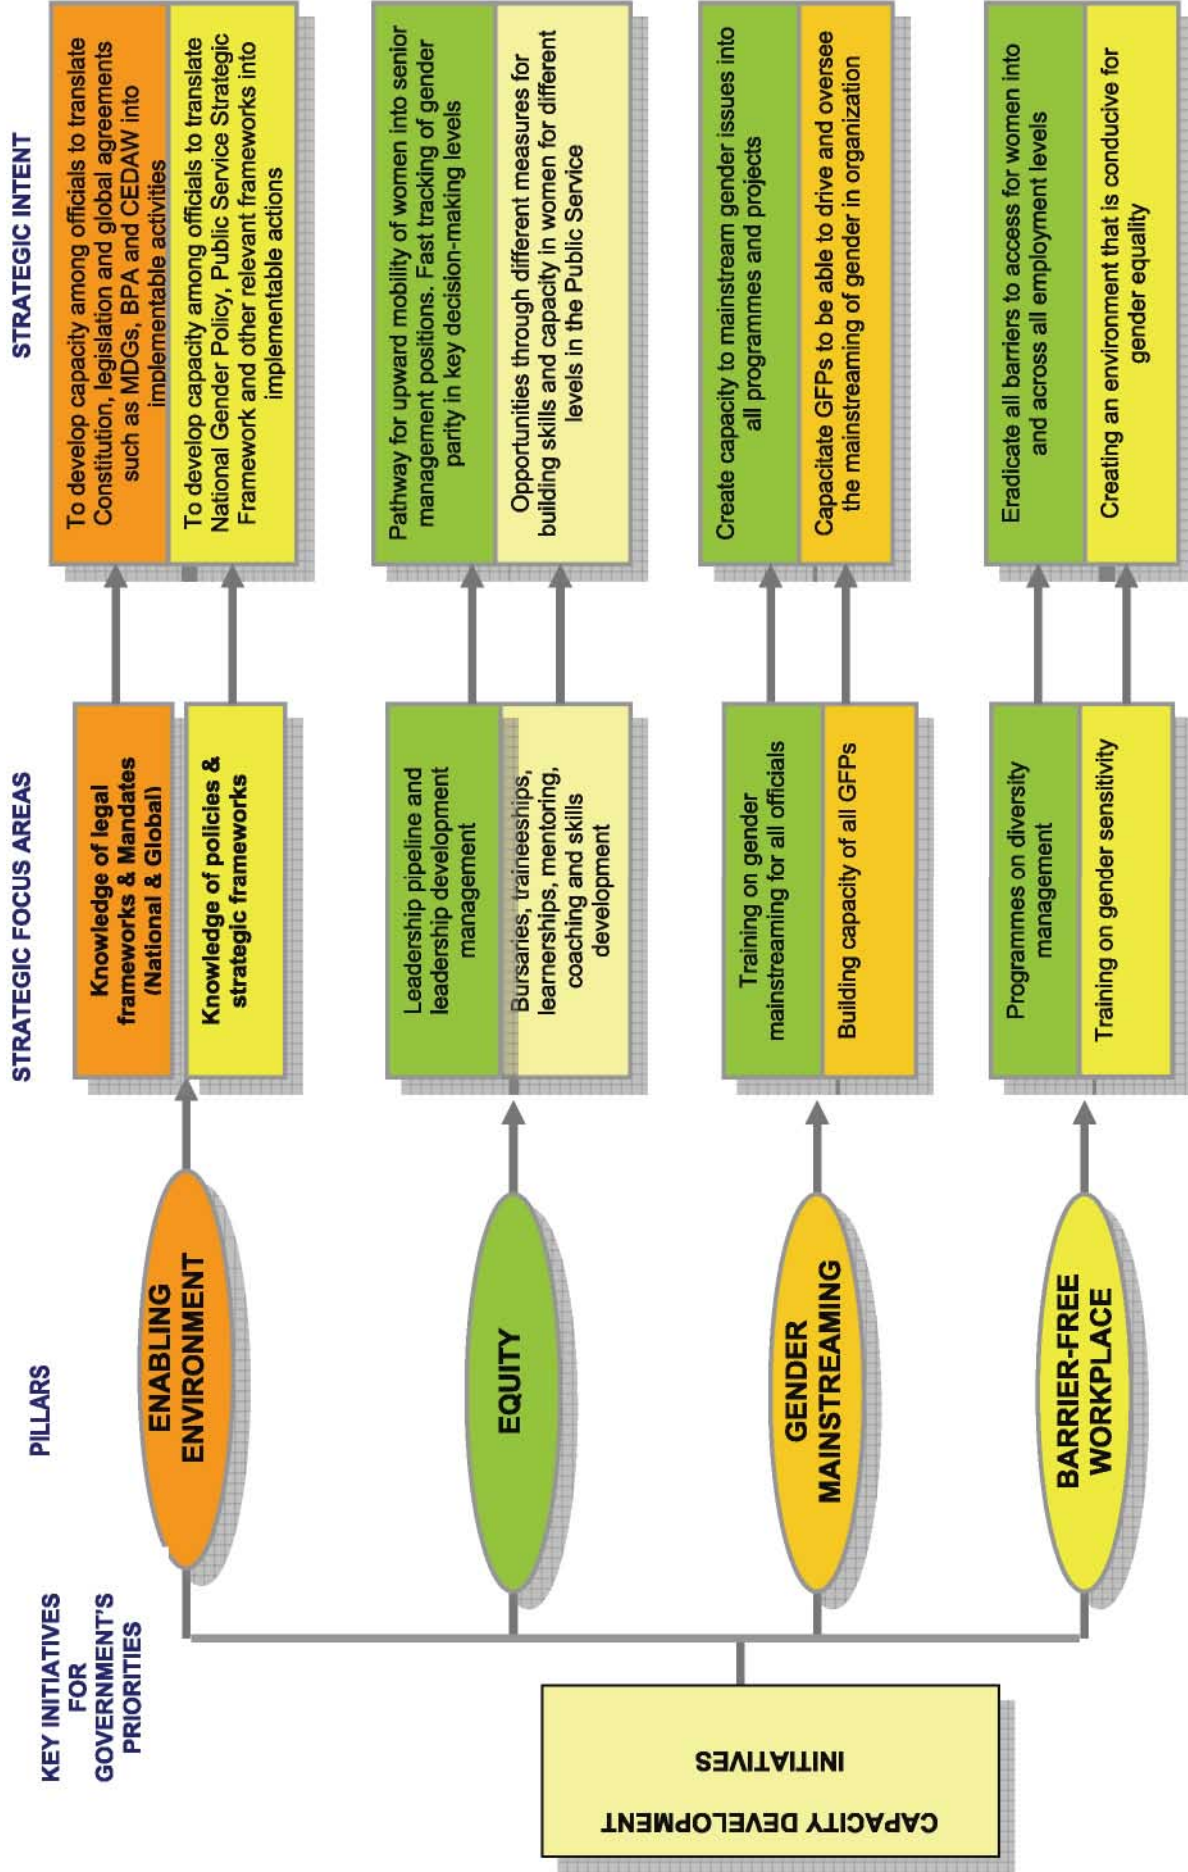 KEY INITIATIVES
FOR
GOVERNMENT'S
PRIORITIES
PILLARS
STRATEGIC FOCUS AREAS
STRATEGIC INTENT
CAPACITY DEVELOPMENT
INITIATIVES
ENABLING
ENVIRONMENT
Knowledge of legal
frameworks & Mandates
(National & Global)
To develop capacity among officials to translate
Constitution, legislation and global agreements
such as MDGs, BPA and CEDAW into
implementable activities
Knowledge of policies &
strategic frameworks
To develop capacity among officials to translate
National Gender Policy, Public Service Strategic
Framework and other relevant frameworks into
implementable actions
EQUITY
Leadership pipeline and
leadership development
management
Pathway for upward mobility of women into senior
management positions. Fast tracking of gender
parity in key decision-making levels
Bursaries, traineeships,
learnerships, mentoring,
coaching and skills
development
Opportunities through different measures for
building skills and capacity in women for different
levels in the Public Service
GENDER
MAINSTREAMING
Training on gender
mainstreaming for all officials
Create capacity to mainstream gender issues into
all programmes and projects
Building capacity of all GFPs
Capacitate GFPs to be able to drive and oversee
the mainstreaming of gender in organization
BARRIER-FREE
WORKPLACE
Programmes on diversity
management
Eradicate all barriers to access for women into
and across all employment levels
Training on gender sensitivity
Creating an environment that is conducive for
gender equality